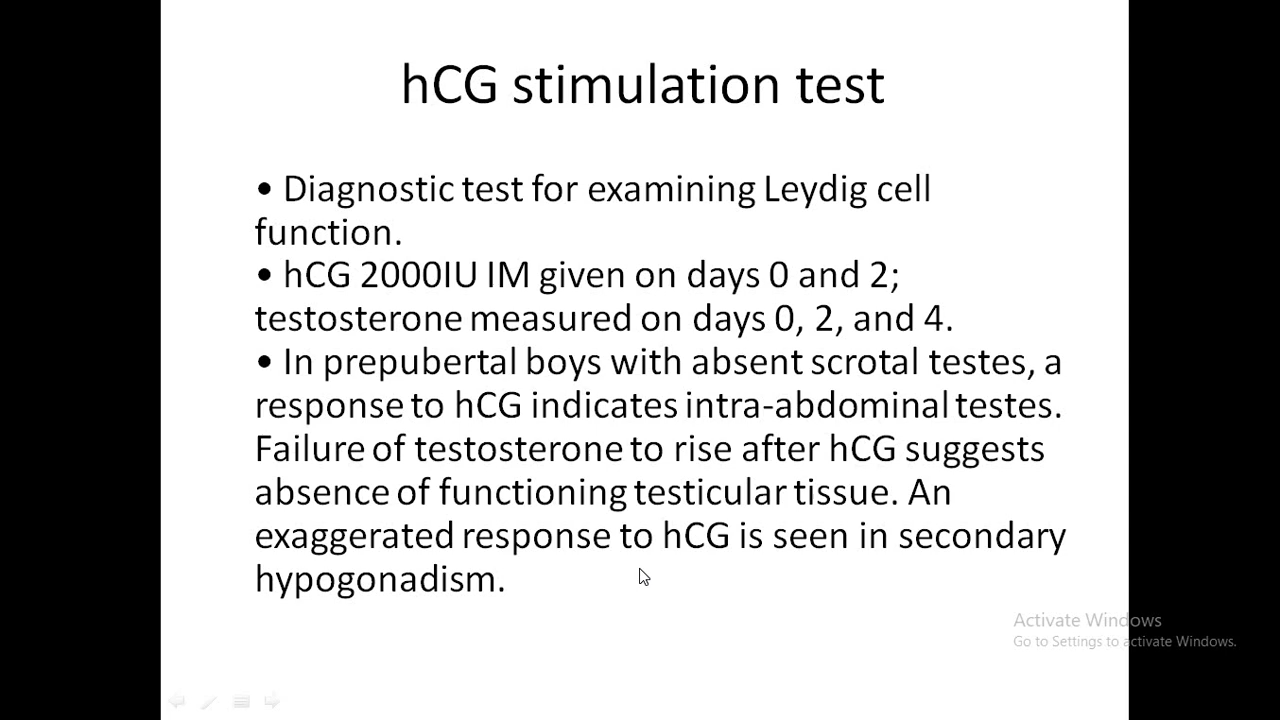 hCG stimulation test
• Diagnostic test for examining Leydig cell
function.
• hCG 2000IU IM given on days 0 and 2;
testosterone measured on days 0, 2, and 4.
• In prepubertal boys with absent scrotal testes, a
response to hCG indicates intra-abdominal testes.
Failure of testosterone to rise after hCG suggests
absence of functioning testicular tissue. An
exaggerated response to hCG is seen in secondary
hypogonadism.
Activate Windows
Go to Settings to activate Windows.